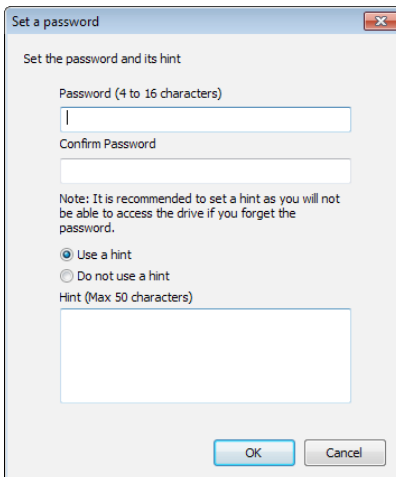 Set a password
Set the password and its hint
Password (4 to 16 characters)
Confirm Password
Note: It is recommended to set a hint as you will not
be able to access the drive if you forget the
password.
Use a hint
Do not use a hint
Hint (Max 50 characters)
OK Cancel